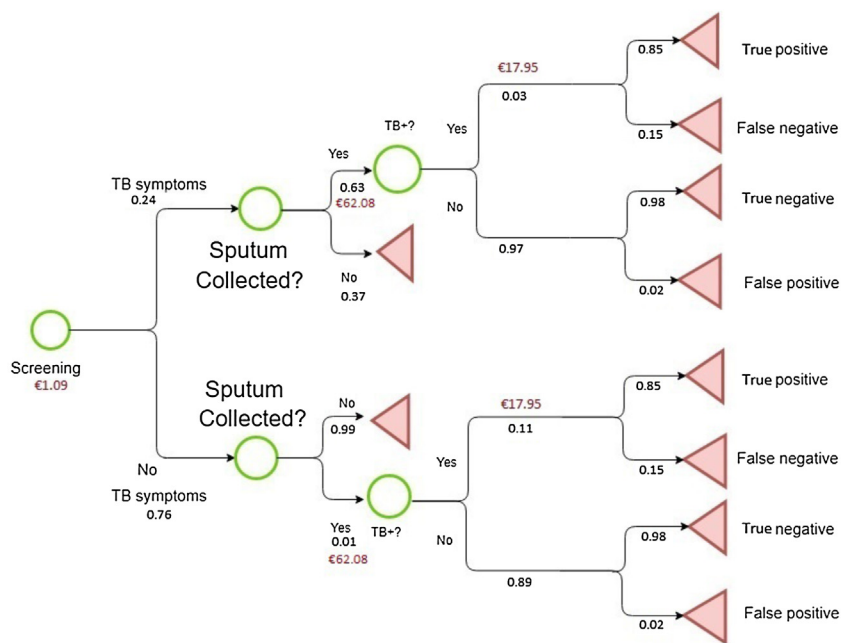 Screening
€1.09
TB symptoms
0.24
Sputum
Collected?
Yes
0.63
€62.08
No
0.37
TB+?
Yes
€17.95
0.03
0.85
True positive
0.15
False negative
No
0.97
0.98
True negative
0.02
False positive
No
TB symptoms
0.76
Sputum
Collected?
No
0.99
Yes
0.01
€62.08
TB+?
Yes
€17.95
0.11
0.85
True positive
0.15
False negative
No
0.89
0.98
True negative
0.02
False positive